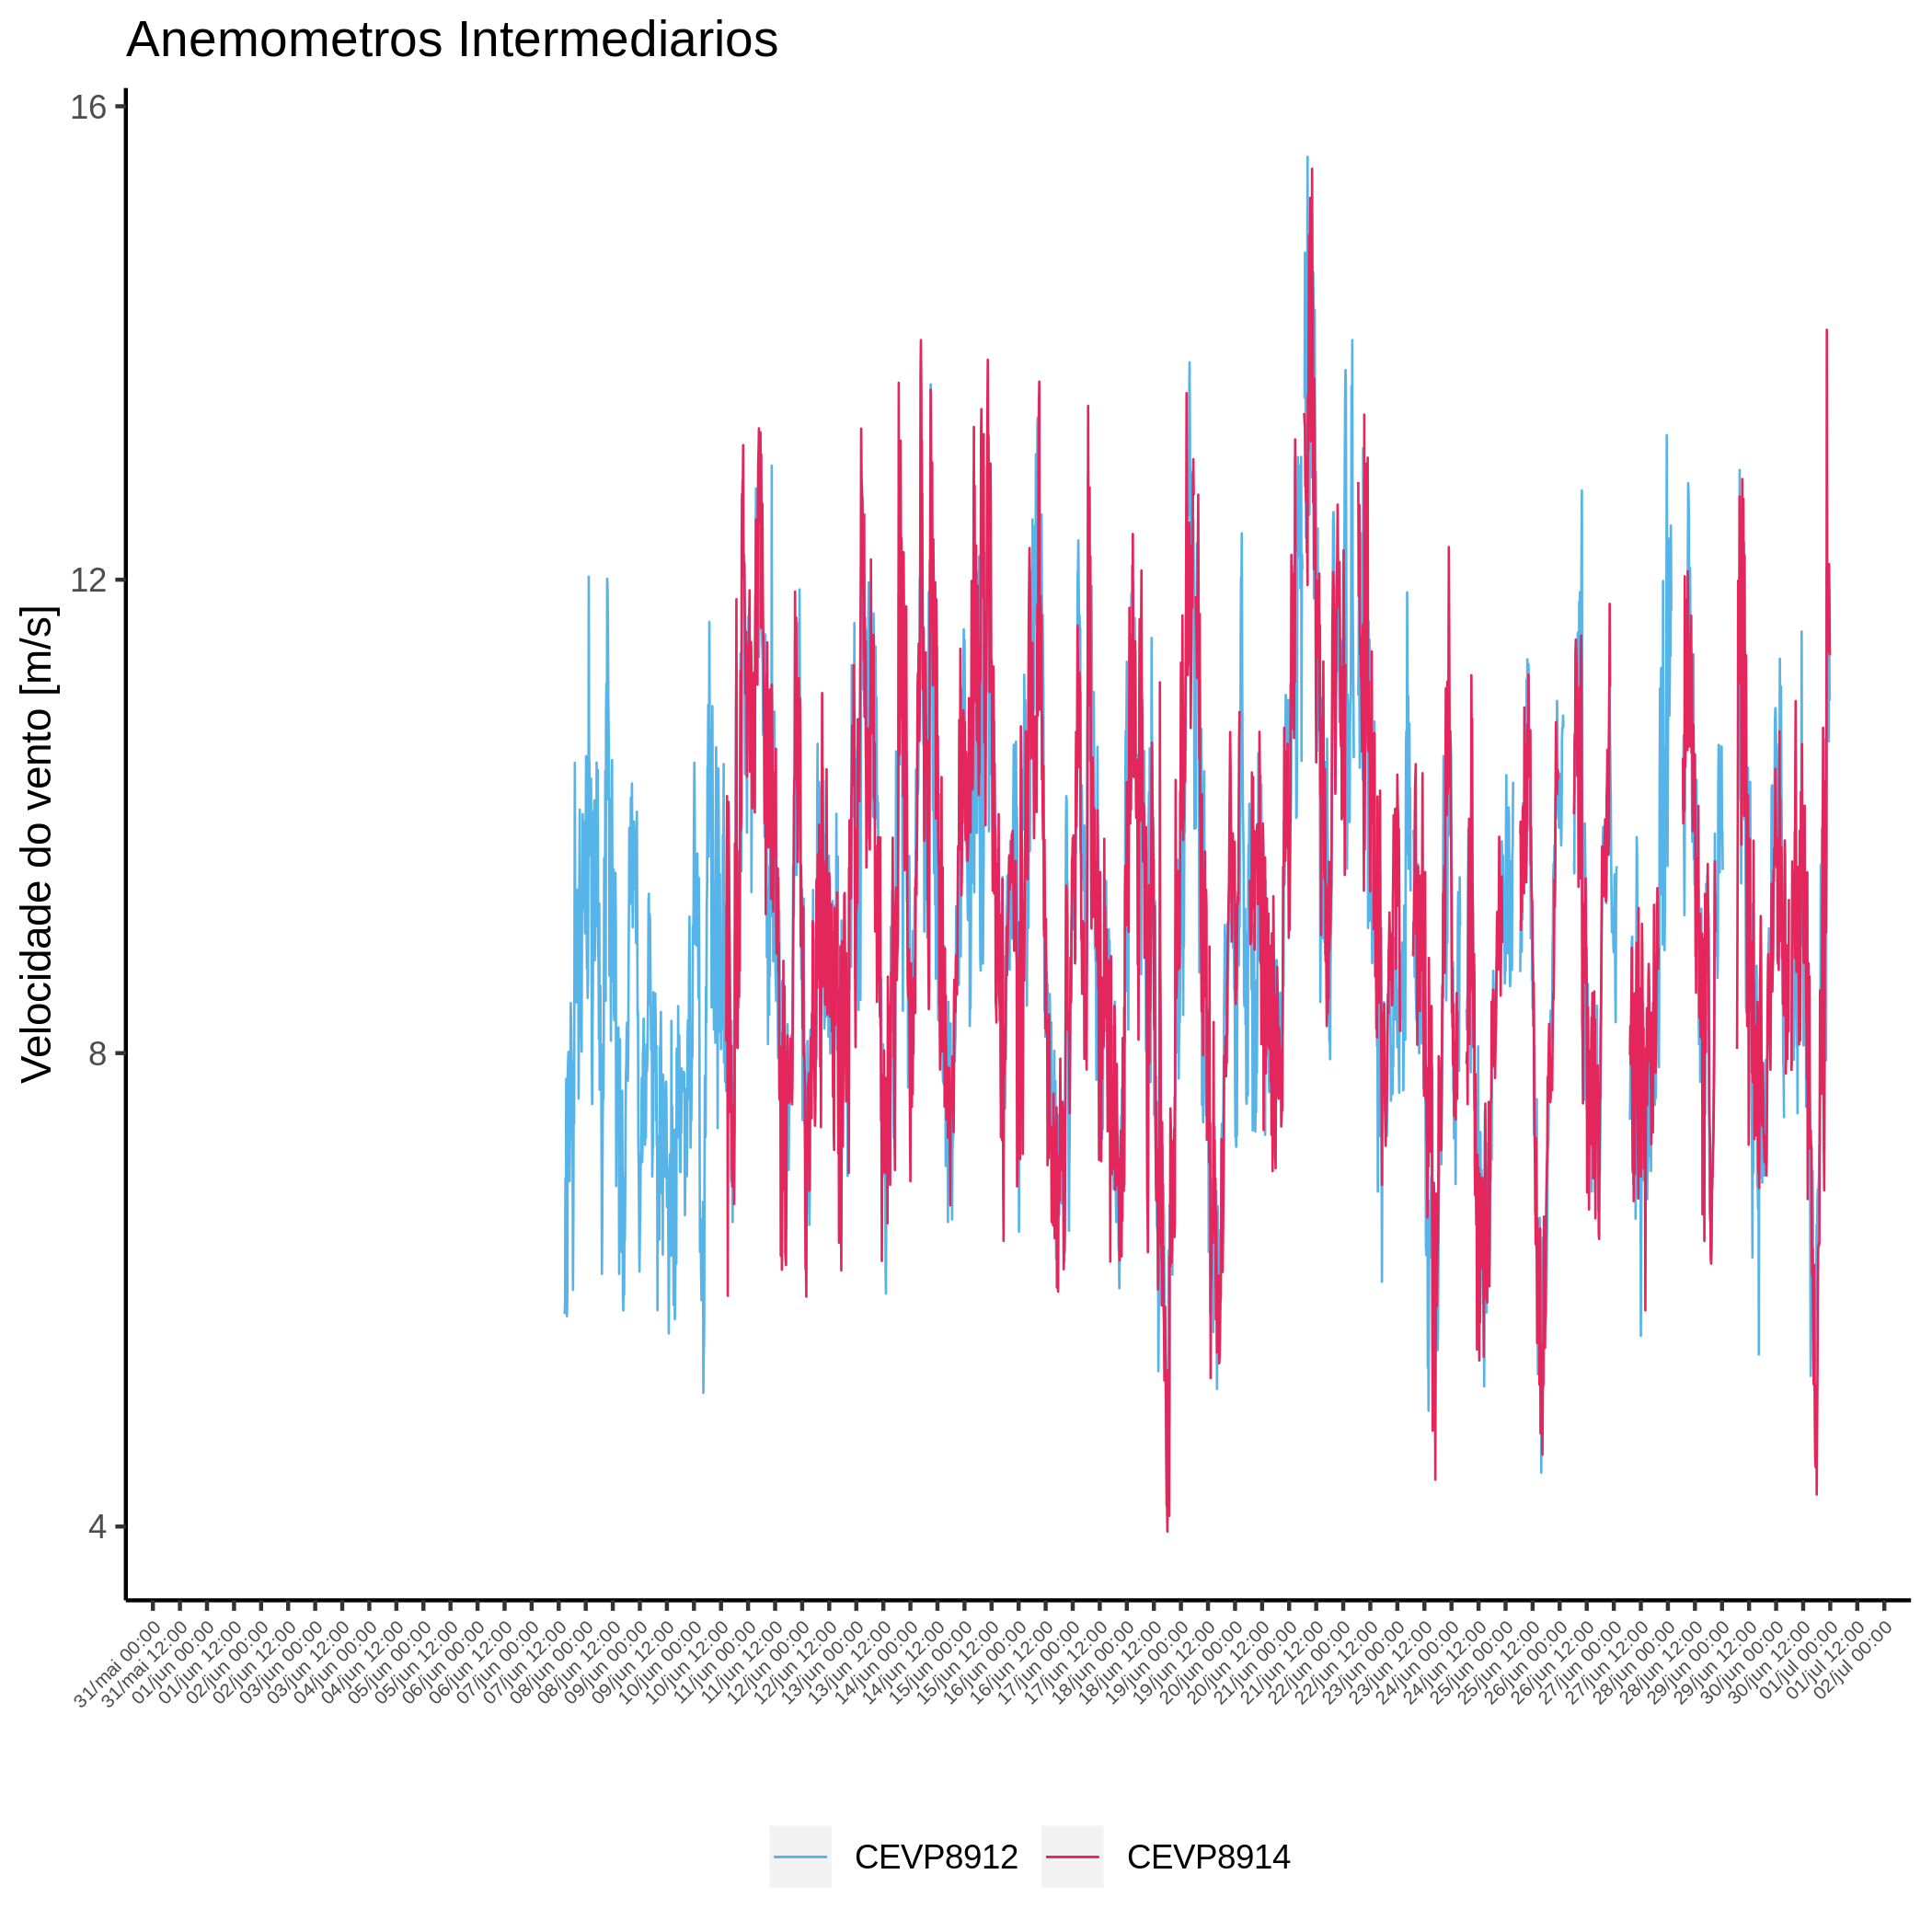 Anemometros Intermediarios
Velocidade do vento [m/s]
16
12
8
4
31/mai 00:00
31/mai 12:00
01/jun 00:00
01/jun 12:00
02/jun 00:00
02/jun 12:00
03/jun 00:00
03/jun 12:00
04/jun 00:00
04/jun 12:00
05/jun 00:00
05/jun 12:00
06/jun 00:00
06/jun 12:00
07/jun 00:00
07/jun 12:00
08/jun 00:00
08/jun 12:00
09/jun 00:00
09/jun 12:00
10/jun 00:00
10/jun 12:00
11/jun 00:00
11/jun 12:00
12/jun 00:00
12/jun 12:00
13/jun 00:00
13/jun 12:00
14/jun 00:00
14/jun 12:00
15/jun 00:00
15/jun 12:00
16/jun 00:00
16/jun 12:00
17/jun 00:00
17/jun 12:00
18/jun 00:00
18/jun 12:00
19/jun 00:00
19/jun 12:00
20/jun 00:00
20/jun 12:00
21/jun 00:00
21/jun 12:00
22/jun 00:00
22/jun 12:00
23/jun 00:00
23/jun 12:00
24/jun 00:00
24/jun 12:00
25/jun 00:00
25/jun 12:00
26/jun 00:00
26/jun 12:00
27/jun 00:00
27/jun 12:00
28/jun 00:00
28/jun 12:00
29/jun 00:00
29/jun 12:00
30/jun 00:00
30/jun 12:00
01/jul 00:00
01/jul 12:00
02/jul 00:00
CEVP8912
CEVP8914